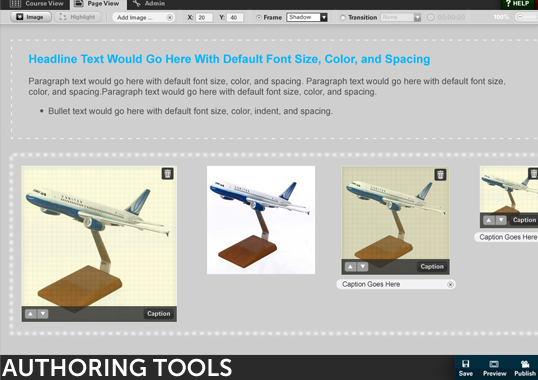 Course View Page View Admin ? HELP
Image Highlight Add Image ... X: 20 Y: 40 Frame Shadow Transition None 00:00:00 100%
Headline Text Would Go Here With Default Font Size, Color, and Spacing
Paragraph text would go here with default font size, color, and spacing. Paragraph text would go here with default font size,
color, and spacing.Paragraph text would go here with default font size, color, and spacing.
• Bullet text would go here with default font size, color, indent, and spacing.
UNITED
Caption
Caption
Caption Goes Here
Caption
Caption Goes Here
AUTHORING TOOLS
Save Preview Publish